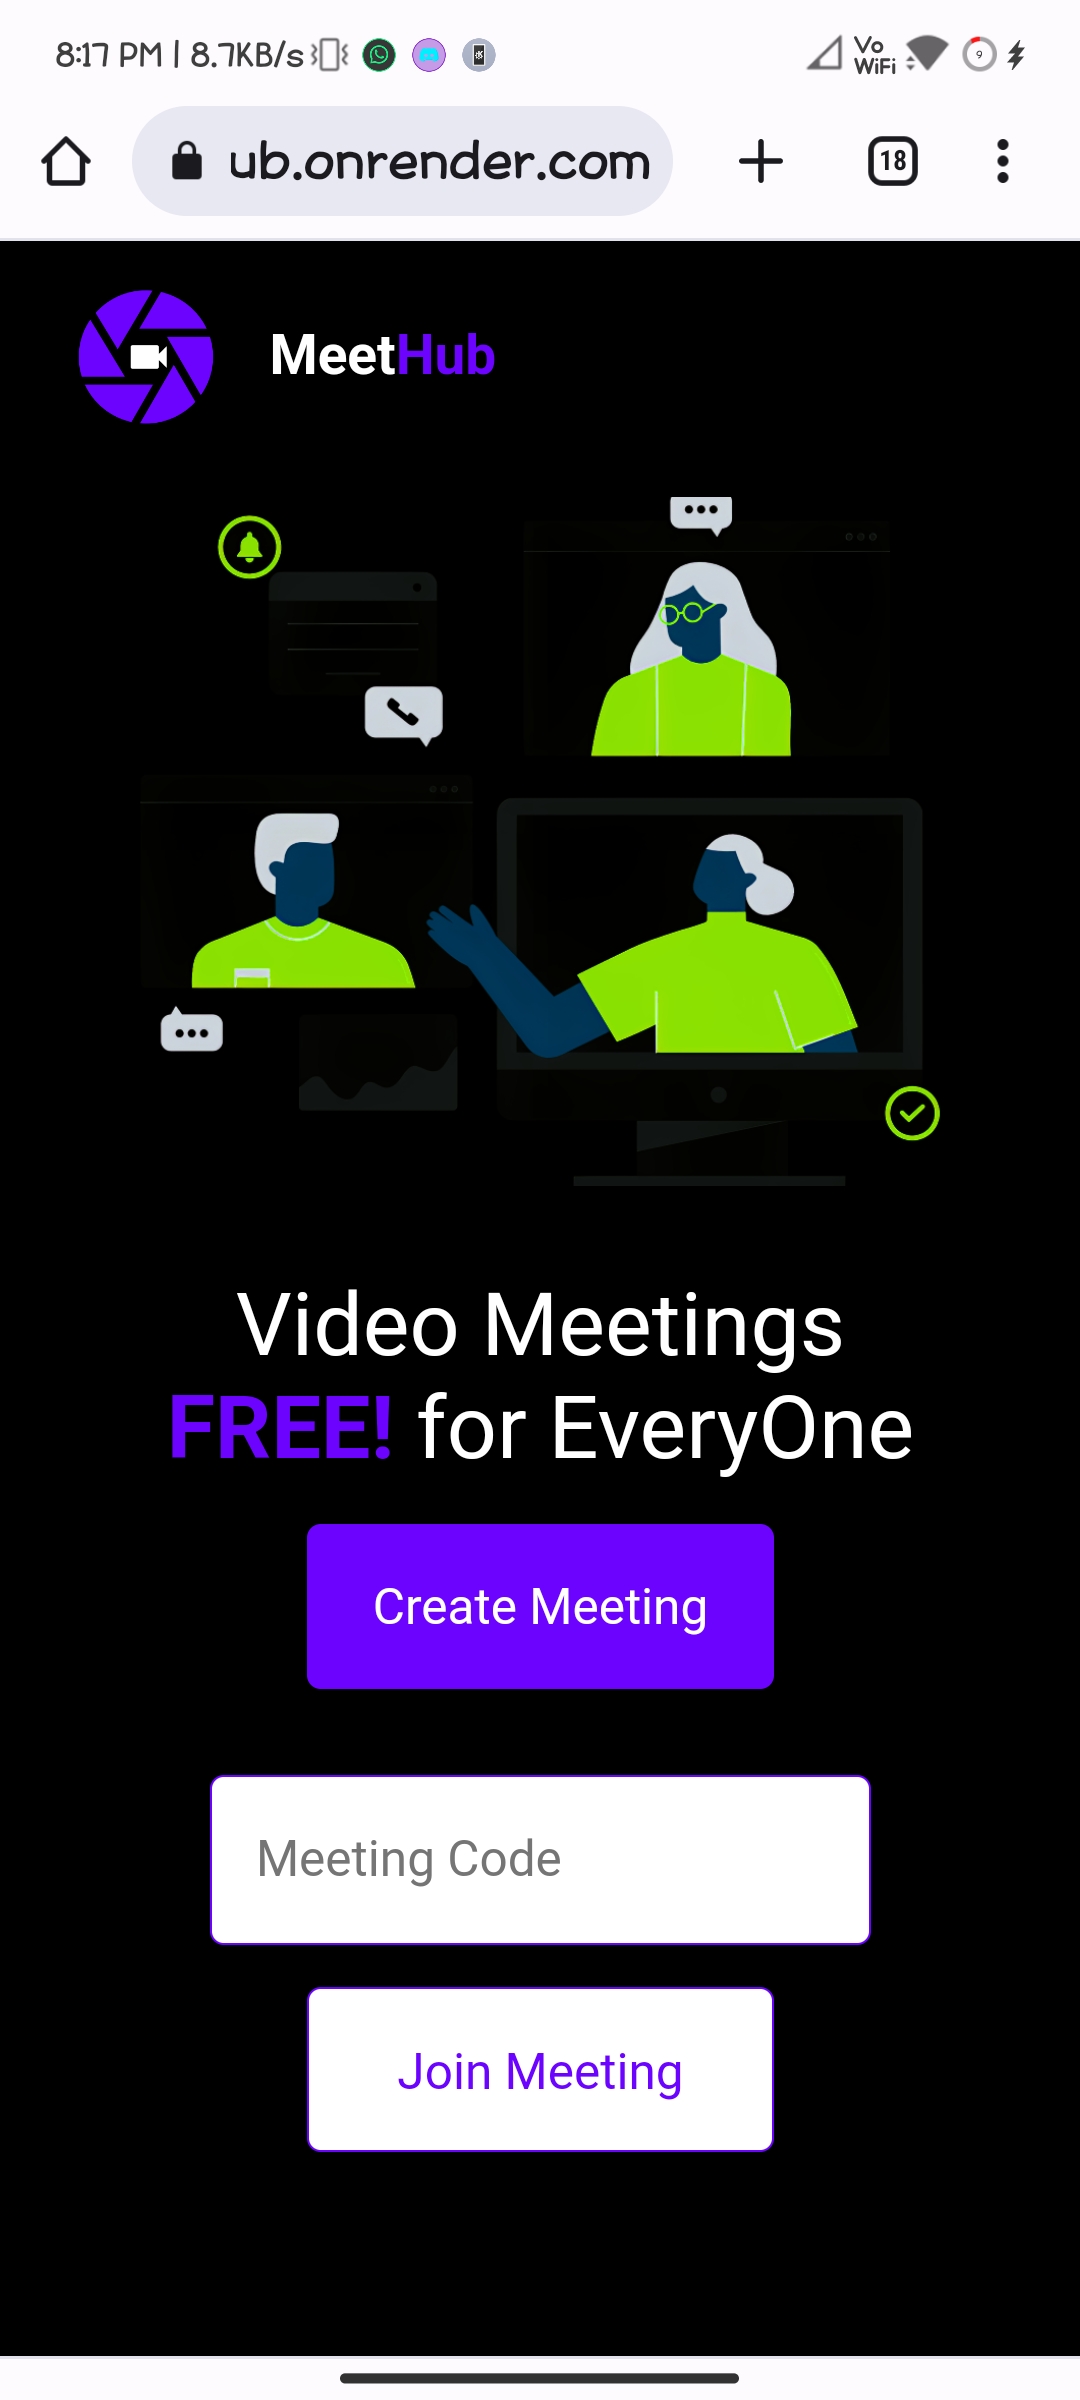 8:17 PM | 8.7KB/s
Vo
WiFi
9
ub.onrender.com
18
MeetHub
Video Meetings
FREE! for EveryOne
Create Meeting
Meeting Code
Join Meeting